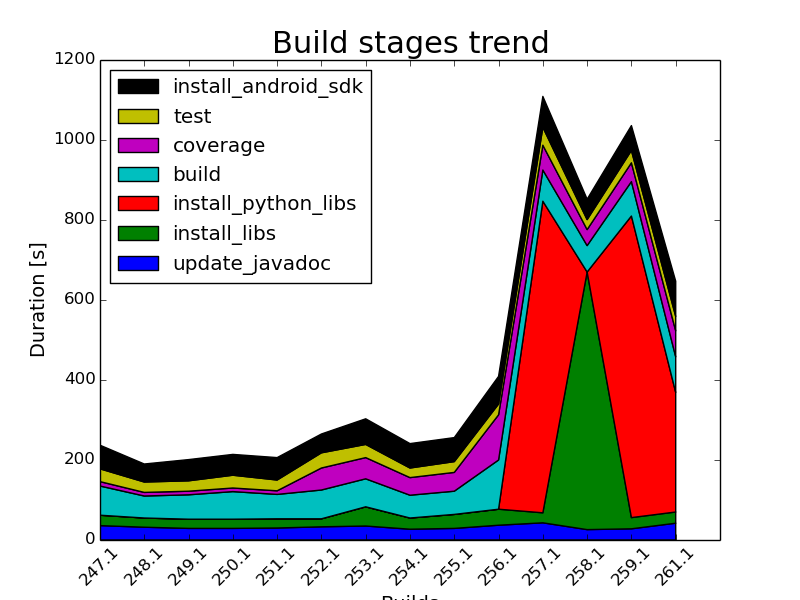 Build stages trend
1200
1000
800
600
400
200
0
Duration [s]
install_android_sdk
test
coverage
build
install_python_libs
install_libs
update_javadoc
247.1
248.1
249.1
250.1
251.1
252.1
253.1
254.1
255.1
256.1
257.1
258.1
259.1
261.1
Builds